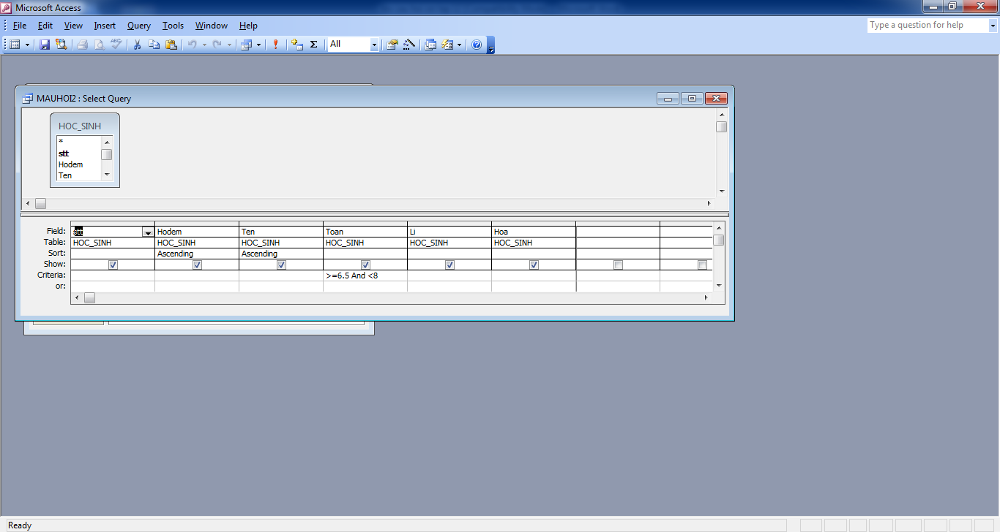 Microsoft Access
File Edit View Insert Query Tools Window Help
Type a question for help
All
MAUHOI2 : Select Query
HOC_SINH
*
stt
Hodem
Ten
Field: stt Hodem Ten Toan Li Hoa
Table: HOC_SINH HOC_SINH HOC_SINH HOC_SINH HOC_SINH HOC_SINH
Sort: Ascending Ascending
Show:
Criteria: >=6.5 And <8
or:
Ready